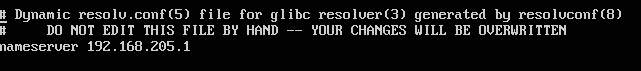 # Dynamic resolv.conf(5) file for glibc resolver(3) generated by resolvconf(8)
#     DO NOT EDIT THIS FILE BY HAND -- YOUR CHANGES WILL BE OVERWRITTEN
nameserver 192.168.205.1